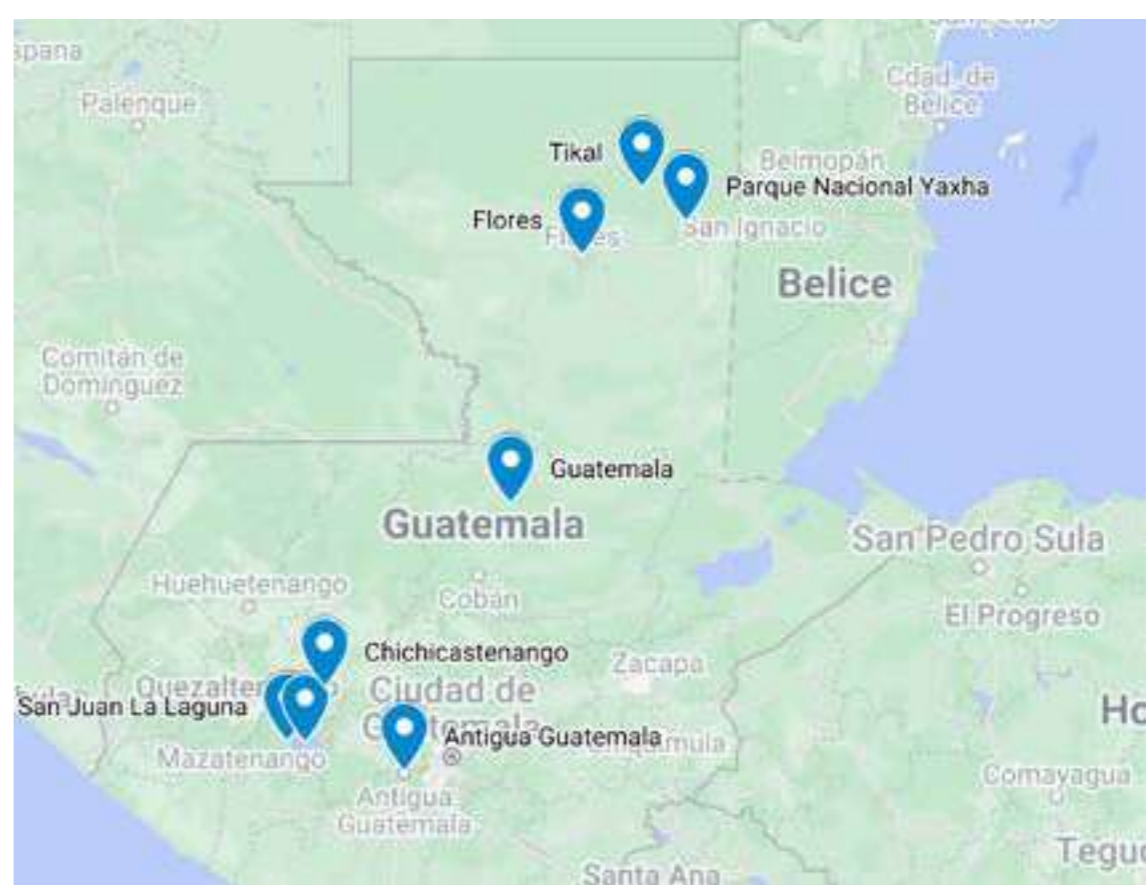 Palenque
Cdad. de
Belice
Tikal
Belmopán
Parque Nacional Yaxha
Flores
Flores
San Ignacio
Belice
Comitán de
Domínguez
Guatemala
Guatemala
San Pedro Sula
Huehuetenango
Cobán
El Progreso
Chichicastenango
Zacapa
Ciudad de
Guatemala
San Juan La Laguna
Antigua Guatemala
Mazatenango
Comayagua
Antigua
Guatemala
Santa Ana